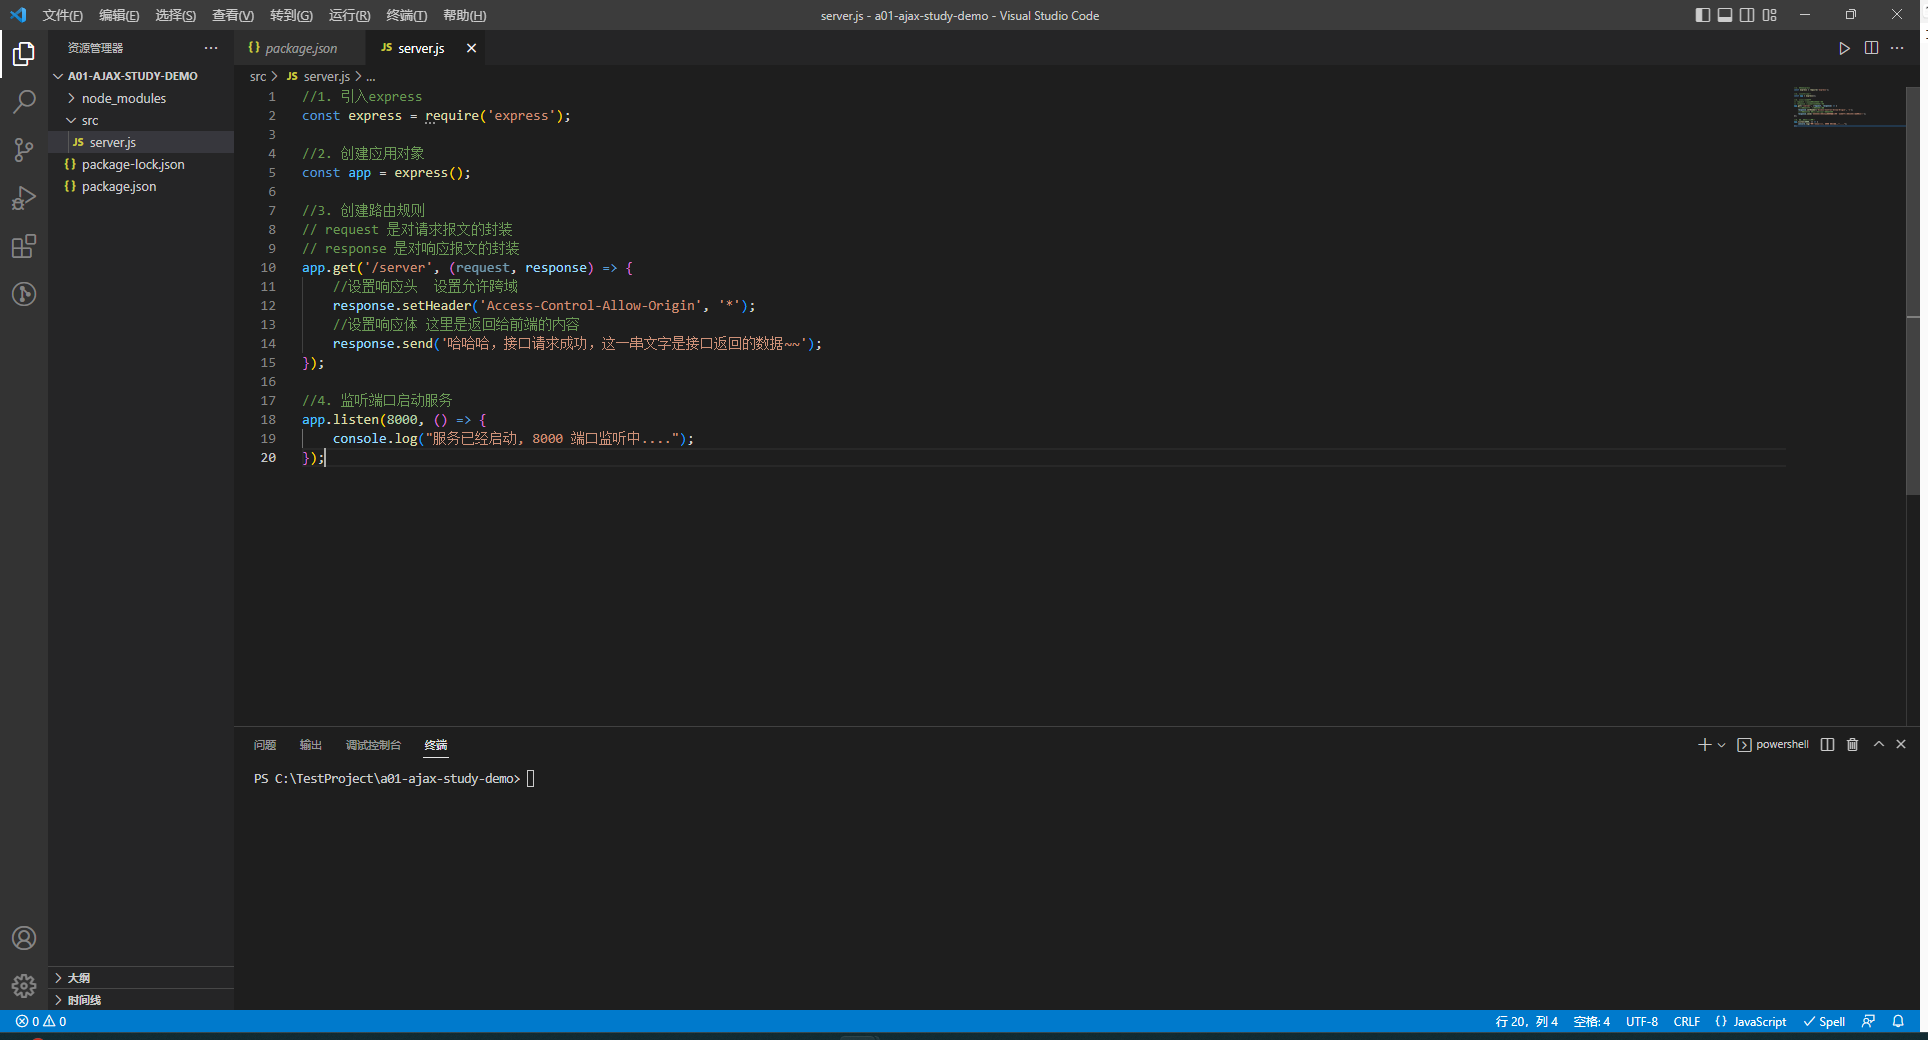 文件(F) 编辑(E) 选择(S) 查看(V) 转到(G) 运行(R) 终端(T) 帮助(H) server.js - a01-ajax-study-demo - Visual Studio Code
资源管理器
A01-AJAX-STUDY-DEMO
node_modules
src
JS server.js
{} package-lock.json
{} package.json
大纲
时间线
{} package.json JS server.js
src > JS server.js > ...
1 //1. 引入express
2 const express = require('express');
3
4 //2. 创建应用对象
5 const app = express();
6
7 //3. 创建路由规则
8 // request 是对请求报文的封装
9 // response 是对响应报文的封装
10 app.get('/server', (request, response) => {
11 //设置响应头  设置允许跨域
12 response.setHeader('Access-Control-Allow-Origin', '*');
13 //设置响应体 这里是返回给前端的内容
14 response.send('哈哈哈，接口请求成功，这一串文字是接口返回的数据~~');
15 });
16
17 //4. 监听端口启动服务
18 app.listen(8000, () => {
19 console.log("服务已经启动, 8000 端口监听中....");
20 });
问题 输出 调试控制台 终端 powershell
PS C:\TestProject\a01-ajax-study-demo>
0 0 行 20，列 4 空格: 4 UTF-8 CRLF {} JavaScript Spell